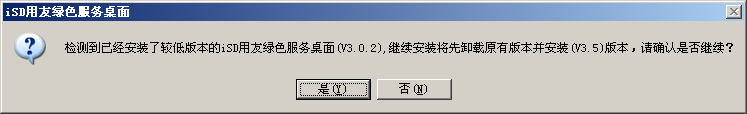 iSD用友绿色服务桌面
检测到已经安装了较低版本的iSD用友绿色服务桌面(V3.0.2),继续安装将先卸载原有版本并安装(V3.5)版本，请确认是否继续？
是(Y) 否(N)